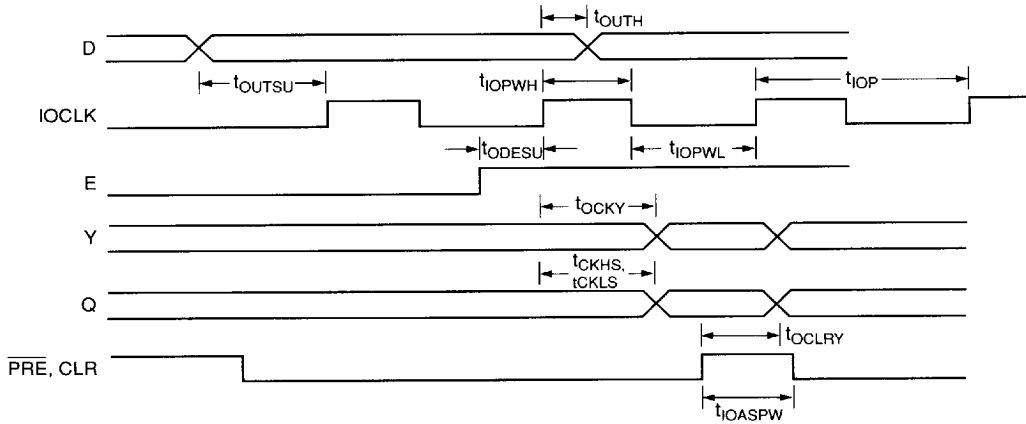 tOUTH
D
tOUTSU
tIOPWH
tIOP
IOCLK
tODESU
tIOPWL
E
tOCKY
Y
tCKHS,
tCKLS
Q
tOCLRY
PRE, CLR
tIOASPW